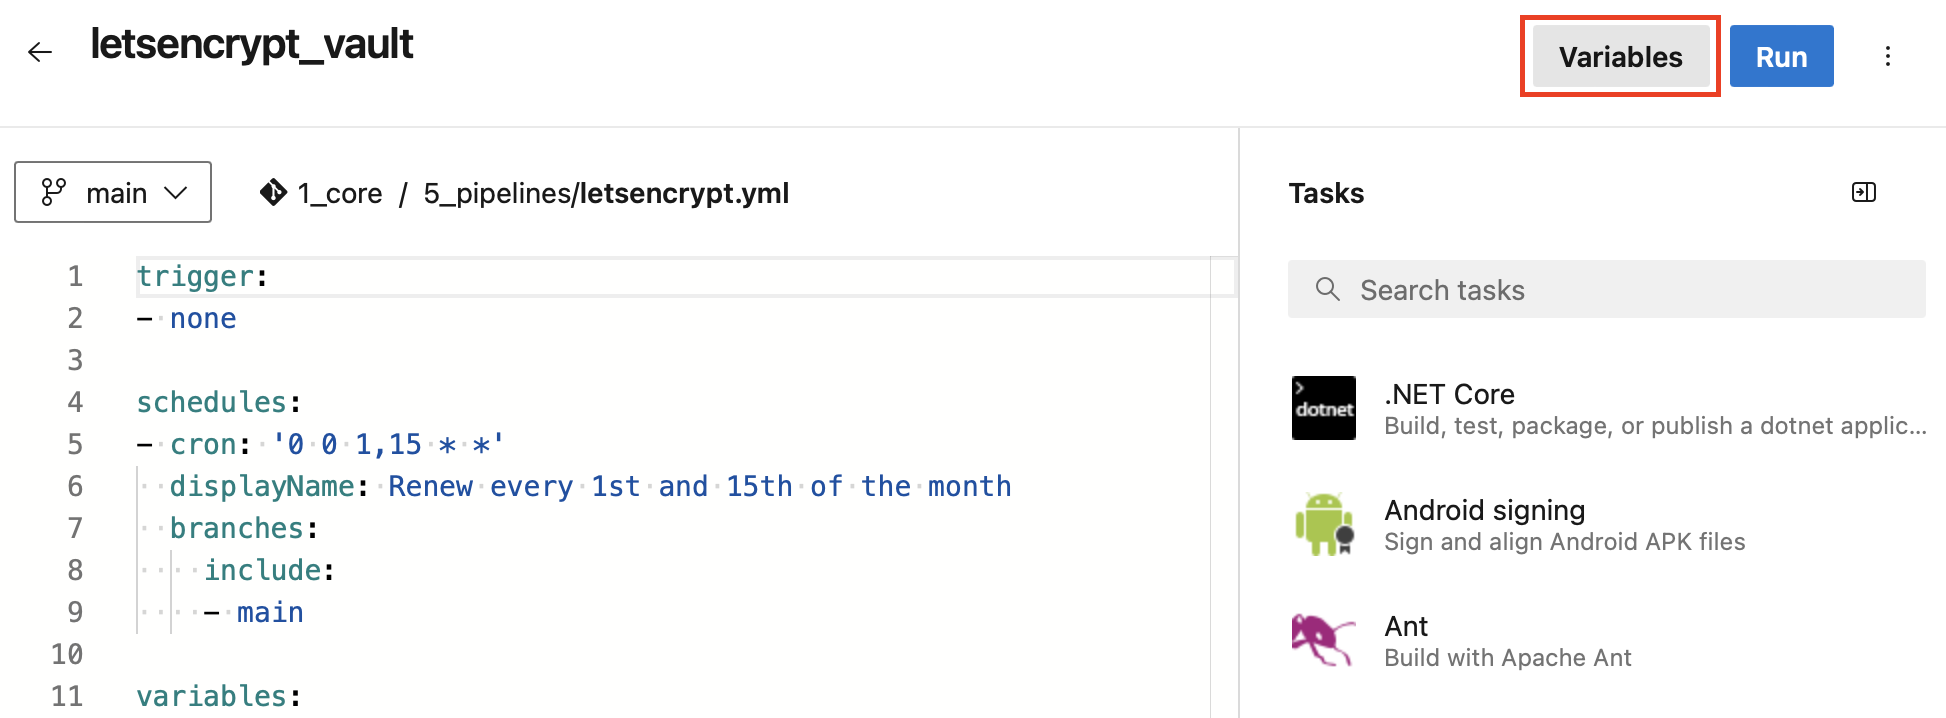 letsencrypt_vault
Variables
Run
main
1_core / 5_pipelines/letsencrypt.yml
1 trigger:
2 - none
3
4 schedules:
5 - cron: '0 0 1,15 * *'
6 displayName: Renew every 1st and 15th of the month
7 branches:
8 include:
9 - main
10
11 variables:
Tasks
Search tasks
dotnet
.NET Core
Build, test, package, or publish a dotnet applic...
Android signing
Sign and align Android APK files
Ant
Build with Apache Ant